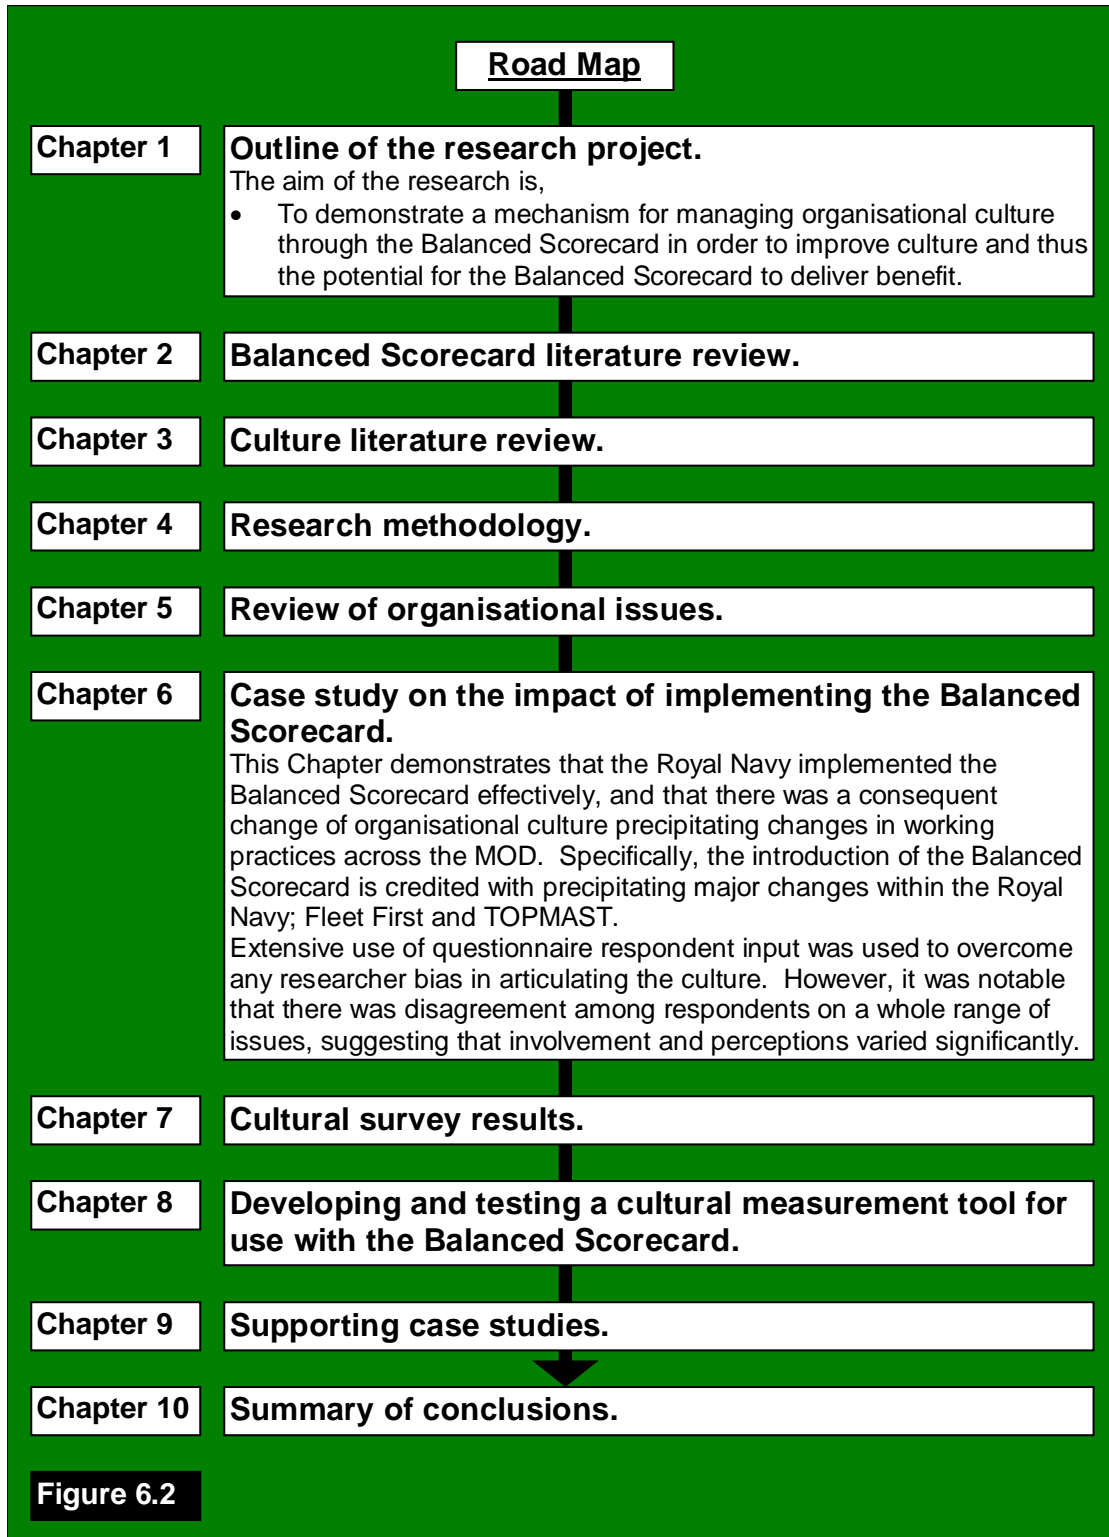 Road Map
Chapter 1
Outline of the research project.
The aim of the research is,
• To demonstrate a mechanism for managing organisational culture
through the Balanced Scorecard in order to improve culture and thus
the potential for the Balanced Scorecard to deliver benefit.
Chapter 2
Balanced Scorecard literature review.
Chapter 3
Culture literature review.
Chapter 4
Research methodology.
Chapter 5
Review of organisational issues.
Chapter 6
Case study on the impact of implementing the Balanced
Scorecard.
This Chapter demonstrates that the Royal Navy implemented the
Balanced Scorecard effectively, and that there was a consequent
change of organisational culture precipitating changes in working
practices across the MOD.  Specifically, the introduction of the Balanced
Scorecard is credited with precipitating major changes within the Royal
Navy; Fleet First and TOPMAST.
Extensive use of questionnaire respondent input was used to overcome
any researcher bias in articulating the culture.  However, it was notable
that there was disagreement among respondents on a whole range of
issues, suggesting that involvement and perceptions varied significantly.
Chapter 7
Cultural survey results.
Chapter 8
Developing and testing a cultural measurement tool for
use with the Balanced Scorecard.
Chapter 9
Supporting case studies.
Chapter 10
Summary of conclusions.
Figure 6.2